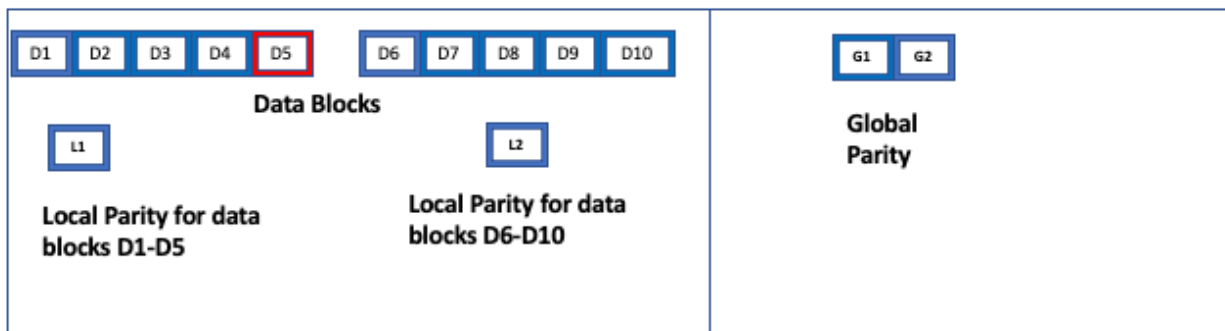 D1 D2 D3 D4 D5 D6 D7 D8 D9 D10
Data Blocks
L1
L2
Local Parity for data
blocks D1-D5
Local Parity for data
blocks D6-D10
G1 G2
Global
Parity